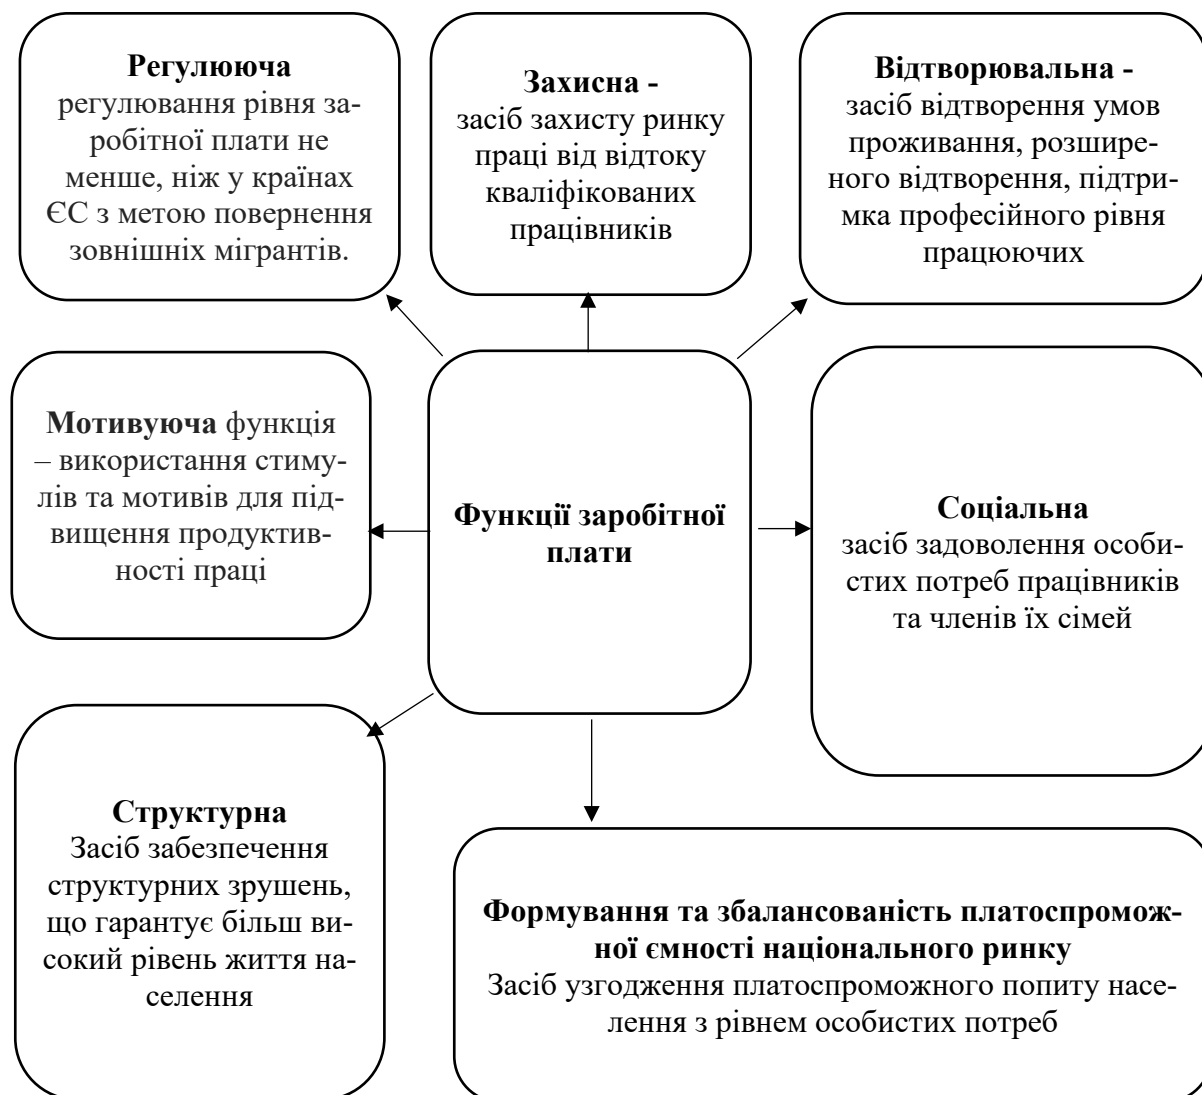 Регулююча
регулювання рівня за-
робітної плати не
менше, ніж у країнах
ЄС з метою повернення
зовнішніх мігрантів.
Захисна -
засіб захисту ринку
праці від відтоку
кваліфікованих
працівників
Відтворювальна -
засіб відтворення умов
проживання, розшире-
ного відтворення, підтри-
мка професійного рівня
працюючих
Мотивуюча функція
– використання стиму-
лів та мотивів для під-
вищення продуктив-
ності праці
Функції заробітної
плати
Соціальна
засіб задоволення особи-
стих потреб працівників
та членів їх сімей
Структурна
Засіб забезпечення
структурних зрушень,
що гарантує більш ви-
сокий рівень життя на-
селення
Формування та збалансованість платоспромож-
ної ємності національного ринку
Засіб узгодження платоспроможного попиту насе-
лення з рівнем особистих потреб